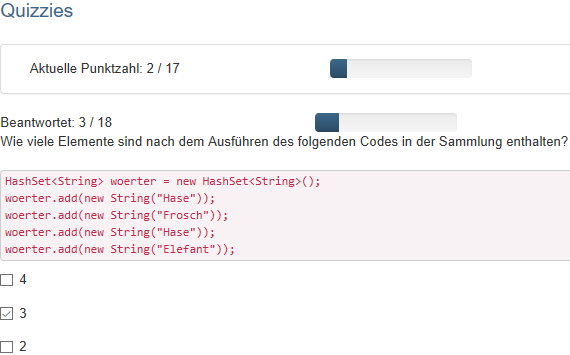 Quizzies
Aktuelle Punktzahl: 2 / 17
Beantwortet: 3 / 18
Wie viele Elemente sind nach dem Ausführen des folgenden Codes in der Sammlung enthalten?
HashSet<String> woerter = new HashSet<String>();
woerter.add(new String("Hase"));
woerter.add(new String("Frosch"));
woerter.add(new String("Hase"));
woerter.add(new String("Elefant"));
4
3
2